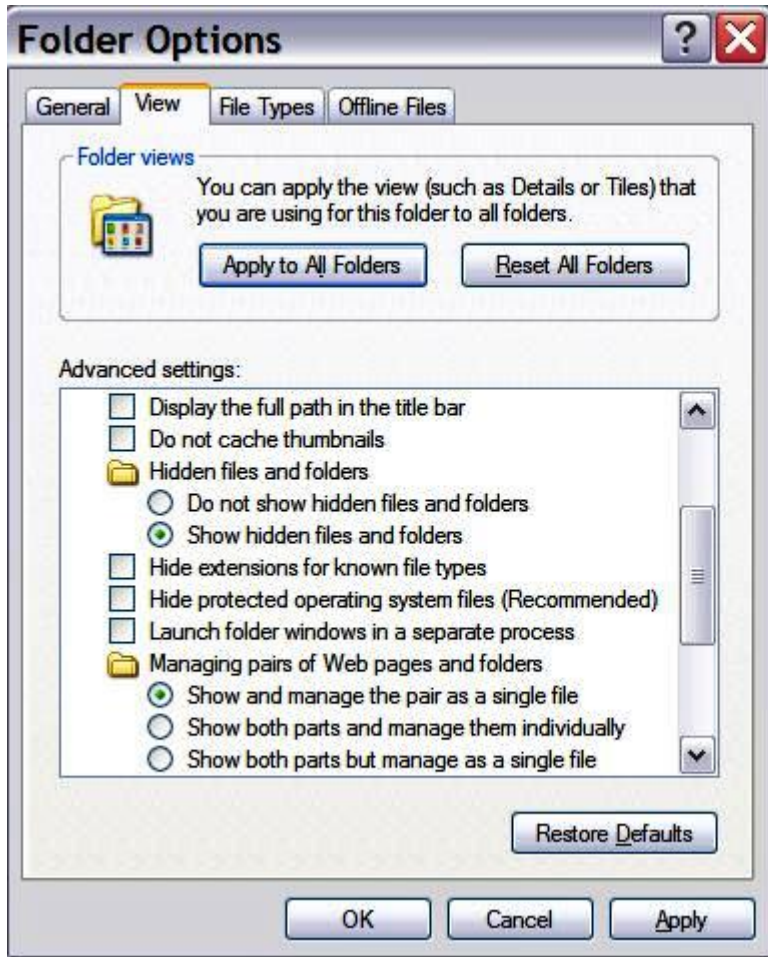 Folder Options
General View File Types Offline Files
Folder views
You can apply the view (such as Details or Tiles) that
you are using for this folder to all folders.
Apply to All Folders Reset All Folders
Advanced settings:
Display the full path in the title bar
Do not cache thumbnails
Hidden files and folders
Do not show hidden files and folders
Show hidden files and folders
Hide extensions for known file types
Hide protected operating system files (Recommended)
Launch folder windows in a separate process
Managing pairs of Web pages and folders
Show and manage the pair as a single file
Show both parts and manage them individually
Show both parts but manage as a single file
Restore Defaults
OK Cancel Apply